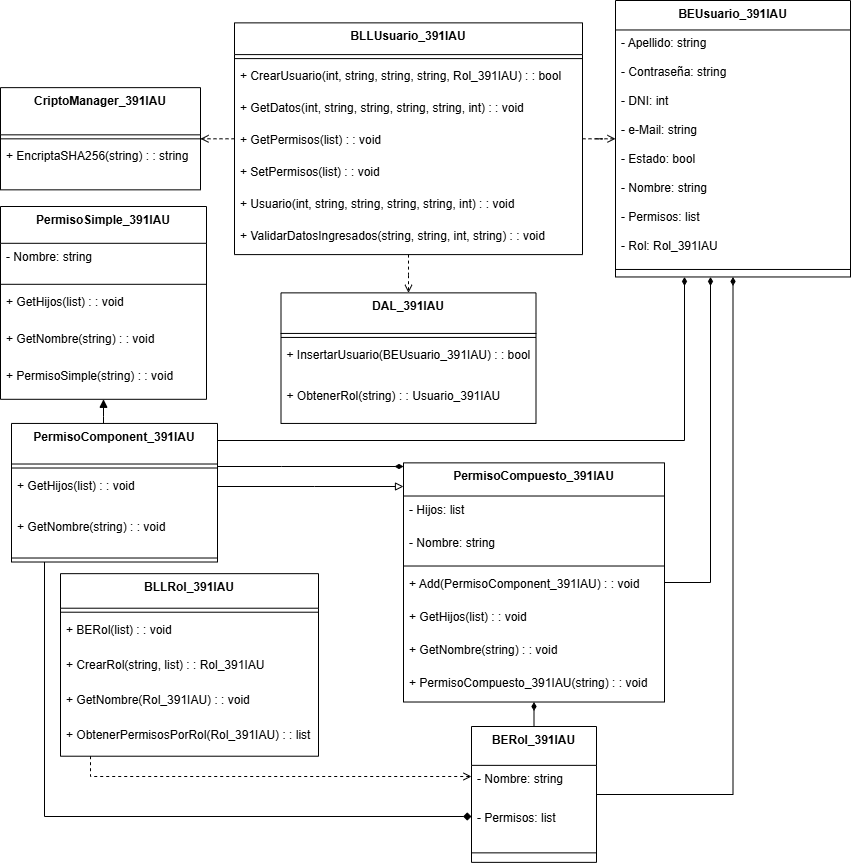 BEUsuario_391IAU
- Apellido: string
- Contraseña: string
- DNI: int
- e-Mail: string
- Estado: bool
- Nombre: string
- Permisos: list
- Rol: Rol_391IAU
BLLUsuario_391IAU
+ CrearUsuario(int, string, string, string, Rol_391IAU) : : bool
+ GetDatos(int, string, string, string, string, int) : : void
+ GetPermisos(list) : : void
+ SetPermisos(list) : : void
+ Usuario(int, string, string, string, string, int) : : void
+ ValidarDatosIngresados(string, string, int, string) : : void
CriptoManager_391IAU
+ EncriptaSHA256(string) : : string
PermisoSimple_391IAU
- Nombre: string
+ GetHijos(list) : : void
+ GetNombre(string) : : void
+ PermisoSimple(string) : : void
DAL_391IAU
+ InsertarUsuario(BEUsuario_391IAU) : : bool
+ ObtenerRol(string) : : Usuario_391IAU
PermisoComponent_391IAU
+ GetHijos(list) : : void
+ GetNombre(string) : : void
PermisoCompuesto_391IAU
- Hijos: list
- Nombre: string
+ Add(PermisoComponent_391IAU) : : void
+ GetHijos(list) : : void
+ GetNombre(string) : : void
+ PermisoCompuesto_391IAU(string) : : void
BLLRol_391IAU
+ BERol(list) : : void
+ CrearRol(string, list) : : Rol_391IAU
+ GetNombre(Rol_391IAU) : : void
+ ObtenerPermisosPorRol(Rol_391IAU) : : list
BERol_391IAU
- Nombre: string
- Permisos: list